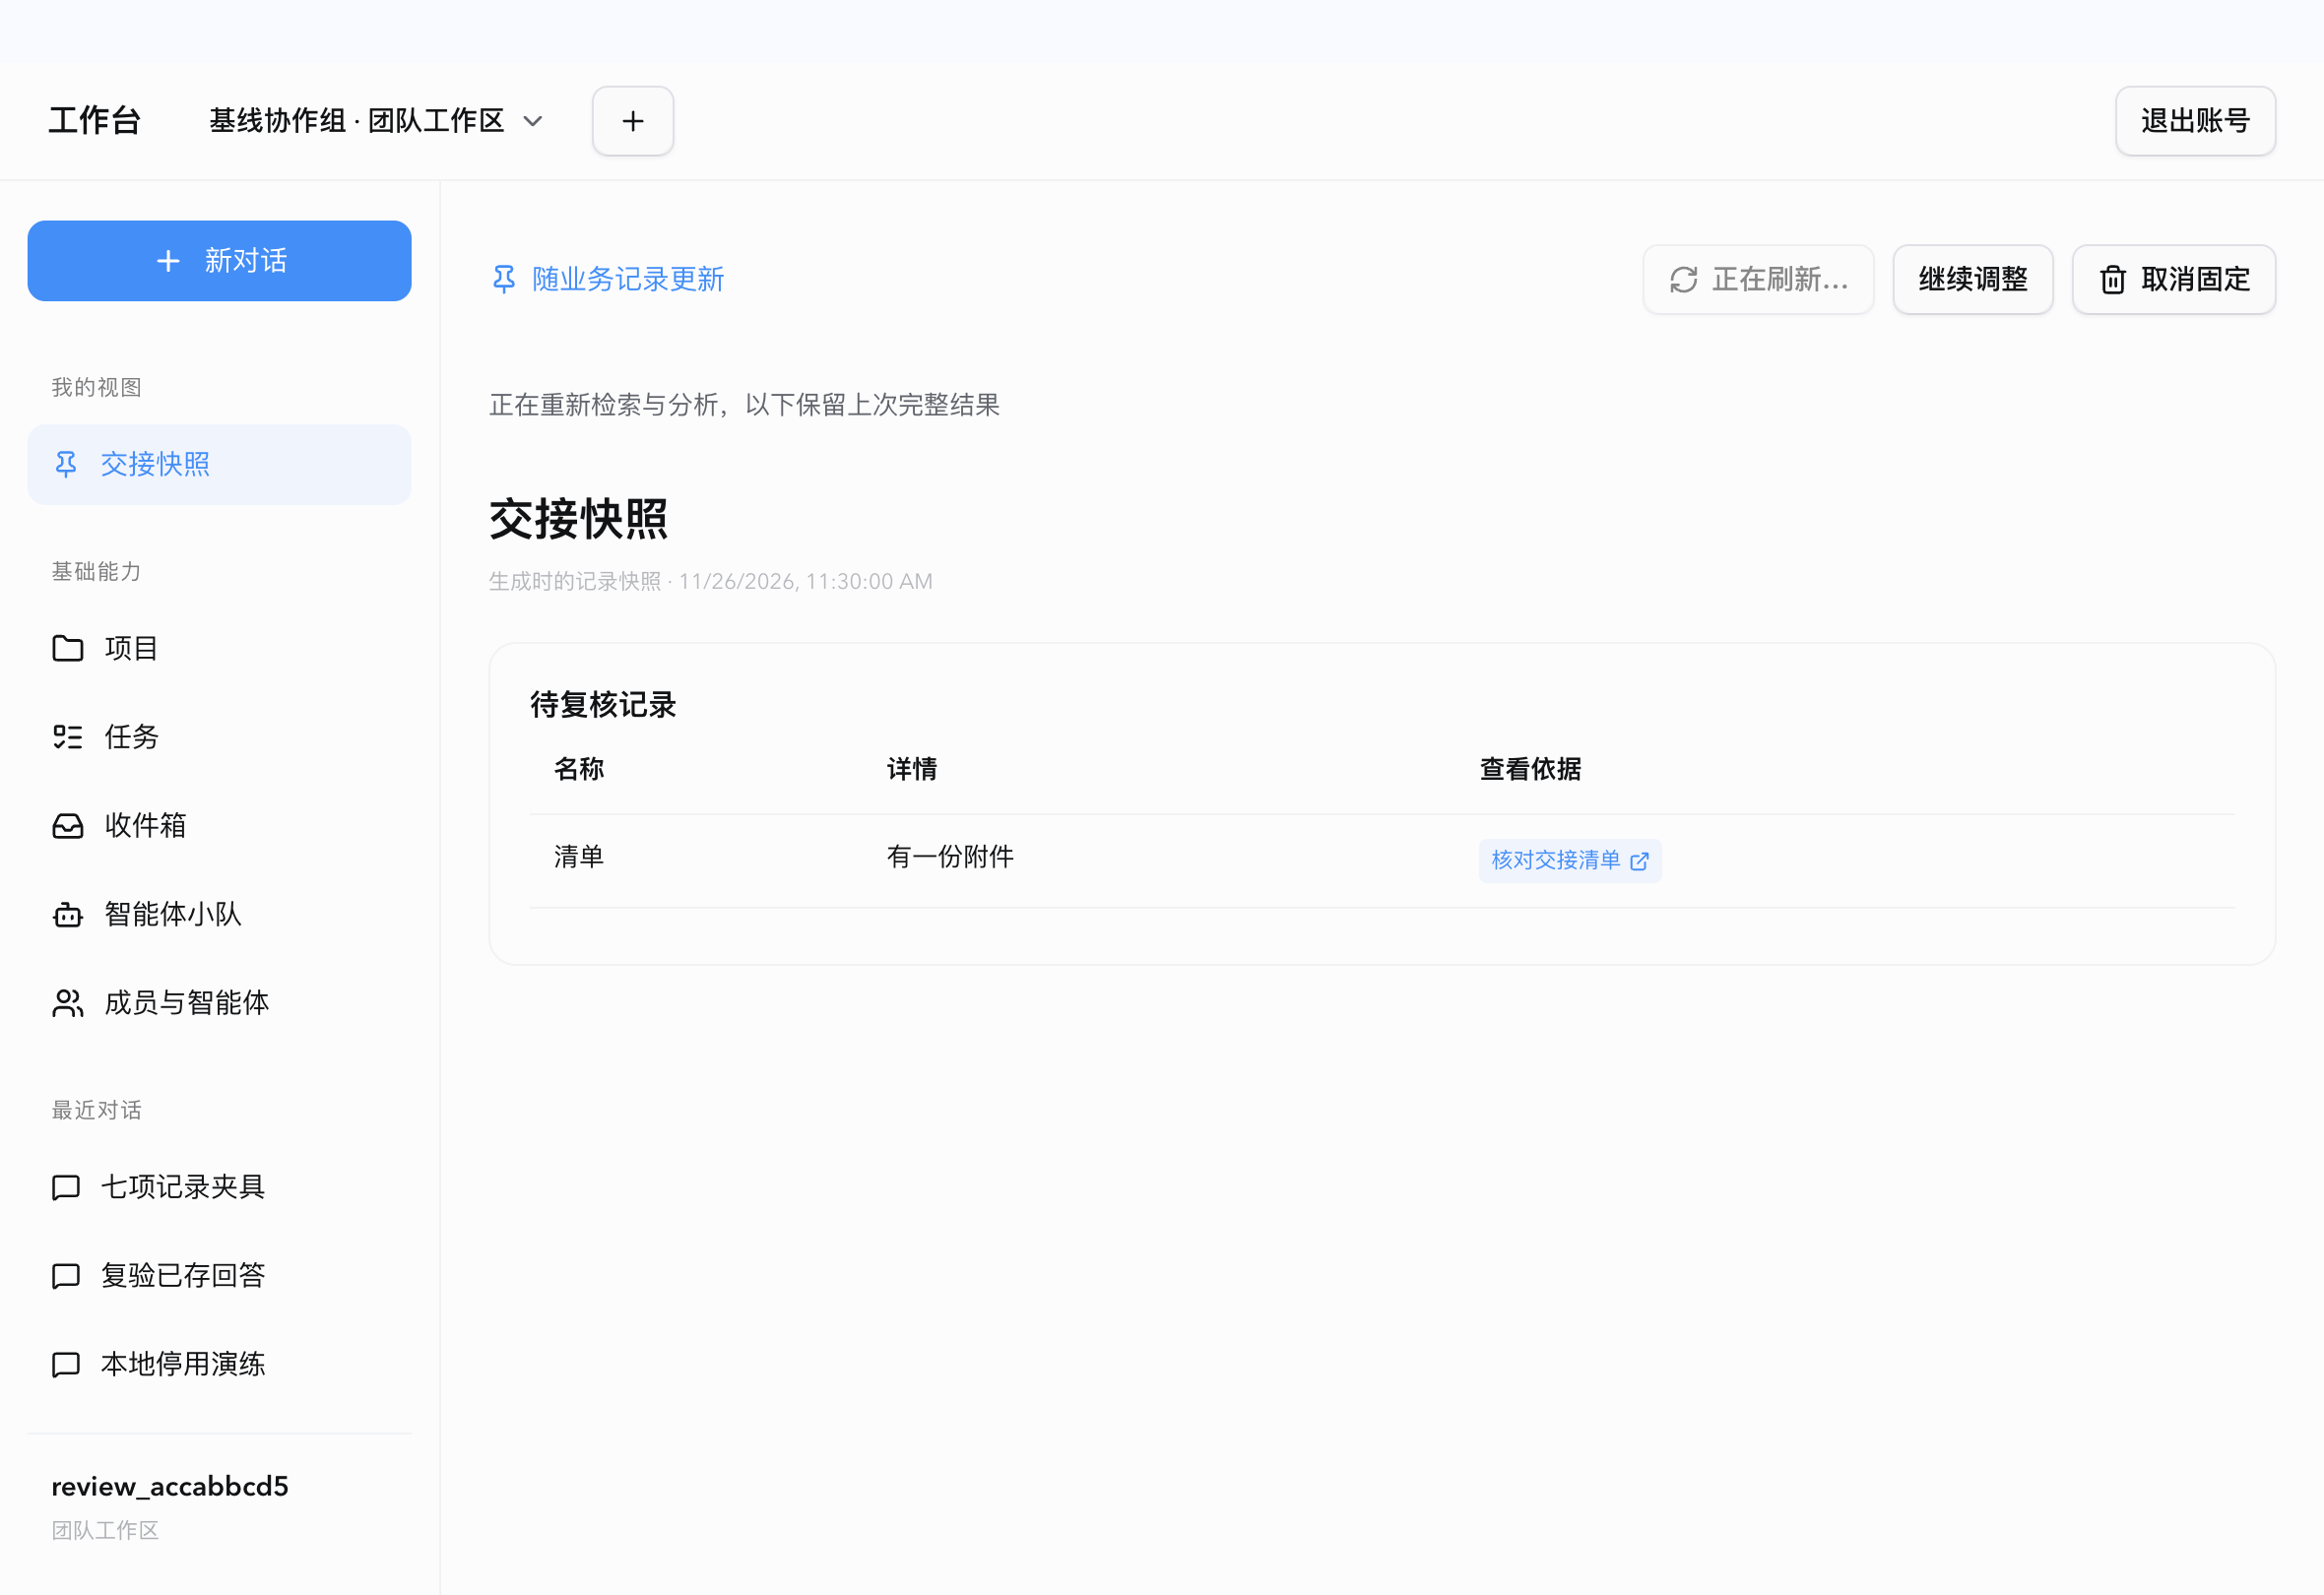 工作台
基线协作组 · 团队工作区
退出账号
新对话
我的视图
交接快照
基础能力
项目
任务
收件箱
智能体小队
成员与智能体
最近对话
七项记录夹具
复验已存回答
本地停用演练
review_accabbcd5
团队工作区
随业务记录更新
正在刷新...
继续调整
取消固定
正在重新检索与分析，以下保留上次完整结果
交接快照
生成时的记录快照 · 11/26/2026, 11:30:00 AM
待复核记录
名称 详情 查看依据
清单 有一份附件 核对交接清单